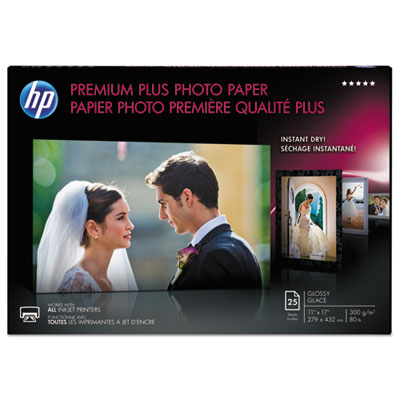 hp
PREMIUM PLUS PHOTO PAPER
PAPIER PHOTO PREMIÈRE QUALITÉ PLUS
INSTANT DRY!
SÉCHAGE INSTANTANÉ!
WORKS WITH
ALL INKJET PRINTERS
FONCTIONNE AVEC
TOUTES LES IMPRIMANTES À JET D'ENCRE
25
Sheets
Feuilles
GLOSSY
GLACÉ
11" x 17"
279 x 432 mm
300 g/m²
80 lb